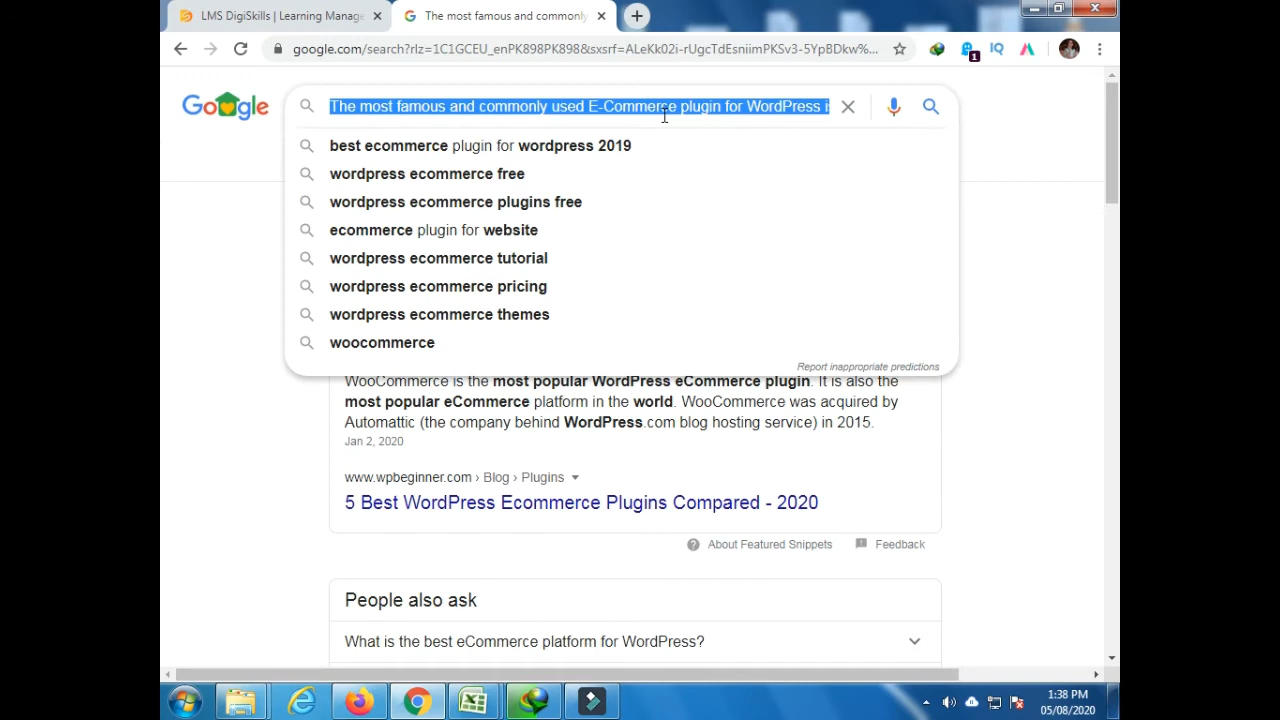 LMS DigiSkills | Learning Manage
The most famous and commonly
google.com/search?rlz=1C1GCEU_enPK898PK898&sxsrf=ALeKk02i-rUgcTdEsniimPKSv3-5YpBDkw%...
1
IQ
Google
The most famous and commonly used E-Commerce plugin for WordPress i
best ecommerce plugin for wordpress 2019
wordpress ecommerce free
wordpress ecommerce plugins free
ecommerce plugin for website
wordpress ecommerce tutorial
wordpress ecommerce pricing
wordpress ecommerce themes
woocommerce
Report inappropriate predictions
WooCommerce is the most popular WordPress eCommerce plugin. It is also the
most popular eCommerce platform in the world. WooCommerce was acquired by
Automattic (the company behind WordPress.com blog hosting service) in 2015.
Jan 2, 2020
www.wpbeginner.com › Blog › Plugins
5 Best WordPress Ecommerce Plugins Compared - 2020
About Featured Snippets
Feedback
People also ask
What is the best eCommerce platform for WordPress?
1:38 PM
05/08/2020